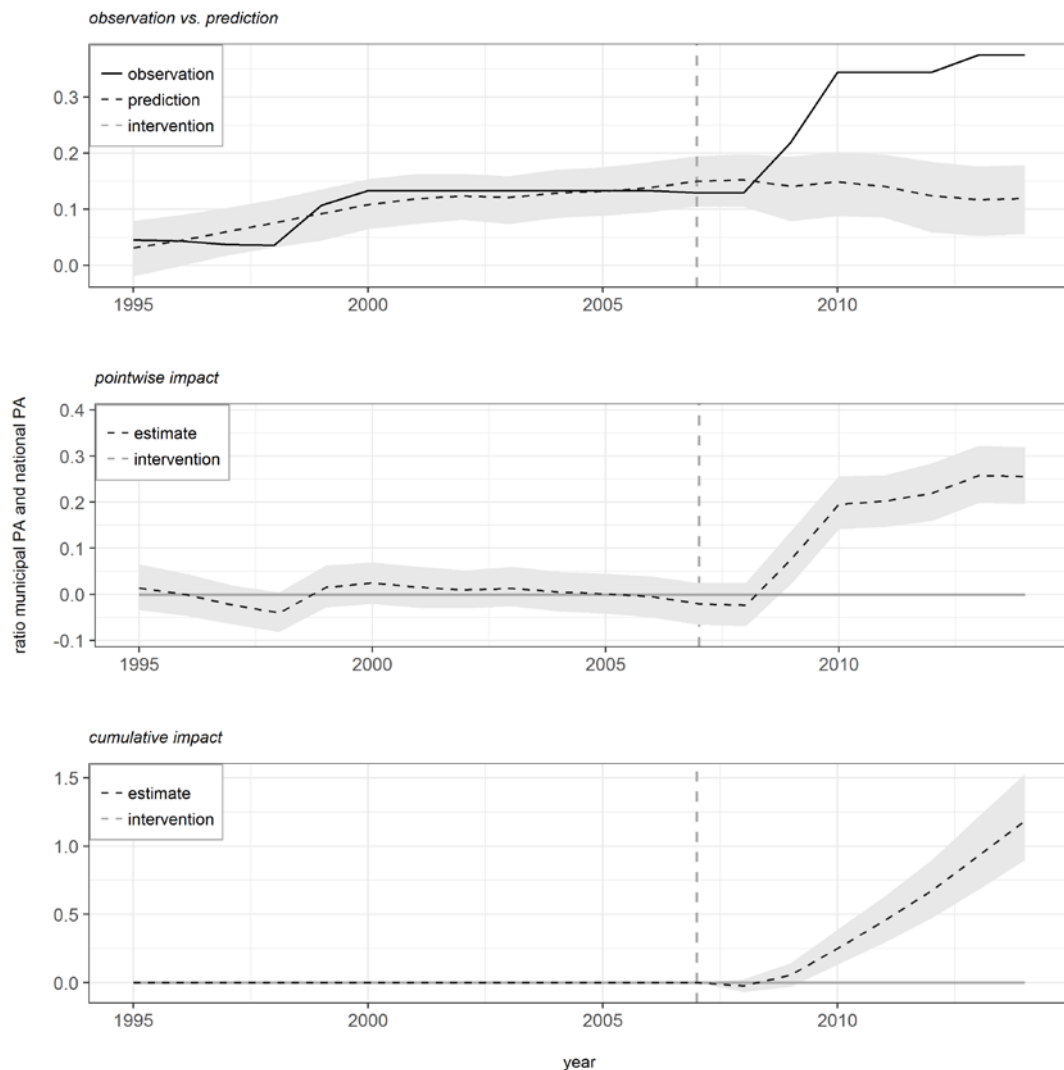 observation vs. prediction
observation
prediction
intervention
0.3
0.2
0.1
0.0
1995 2000 2005 2010
pointwise impact
ratio municipal PA and national PA
estimate
intervention
0.4
0.3
0.2
0.1
0.0
-0.1
1995 2000 2005 2010
cumulative impact
estimate
intervention
1.5
1.0
0.5
0.0
1995 2000 2005 2010
year